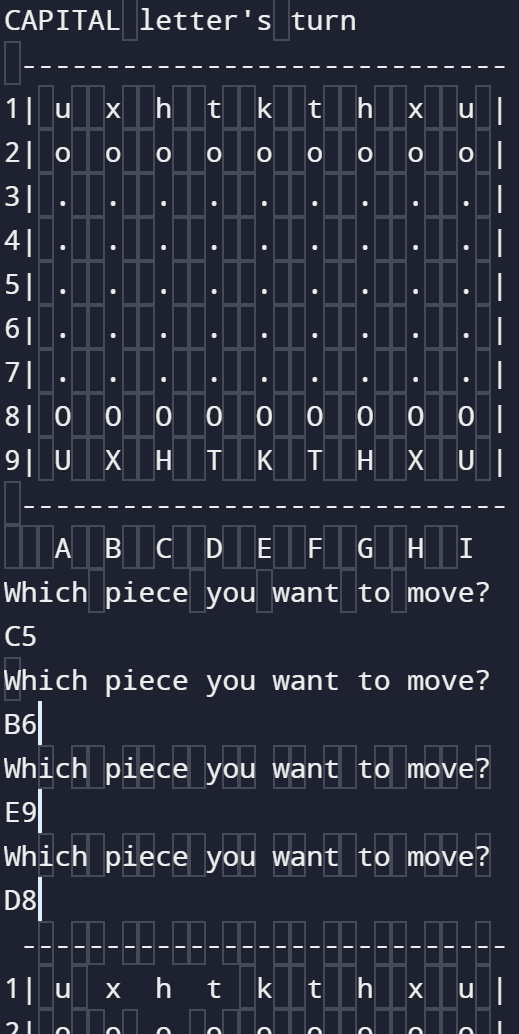 CAPITAL letter's turn
 -----------------------------
1| u  x  h  t  k  t  h  x  u |
2| o  o  o  o  o  o  o  o  o |
3| .  .  .  .  .  .  .  .  . |
4| .  .  .  .  .  .  .  .  . |
5| .  .  .  .  .  .  .  .  . |
6| .  .  .  .  .  .  .  .  . |
7| .  .  .  .  .  .  .  .  . |
8| O  O  O  O  O  O  O  O  O |
9| U  X  H  T  K  T  H  X  U |
 -----------------------------
   A  B  C  D  E  F  G  H  I
Which piece you want to move?
C5
Which piece you want to move?
B6
Which piece you want to move?
E9
Which piece you want to move?
D8
 -----------------------------
1| u  x  h  t  k  t  h  x  u |
2| o  o  o  o  o  o  o  o  o |